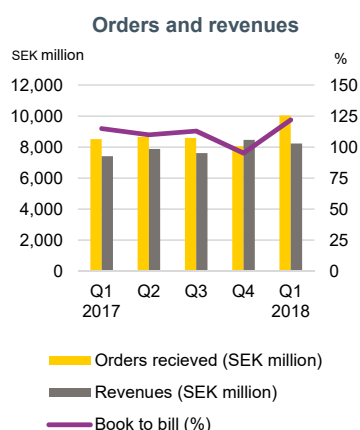 Orders and revenues
SEK million %
12,000 150
10,000 125
8,000 100
6,000 75
4,000 50
2,000 25
0 0
Q1 Q2 Q3 Q4 Q1
2017 2018
Orders recieved (SEK million)
Revenues (SEK million)
Book to bill (%)